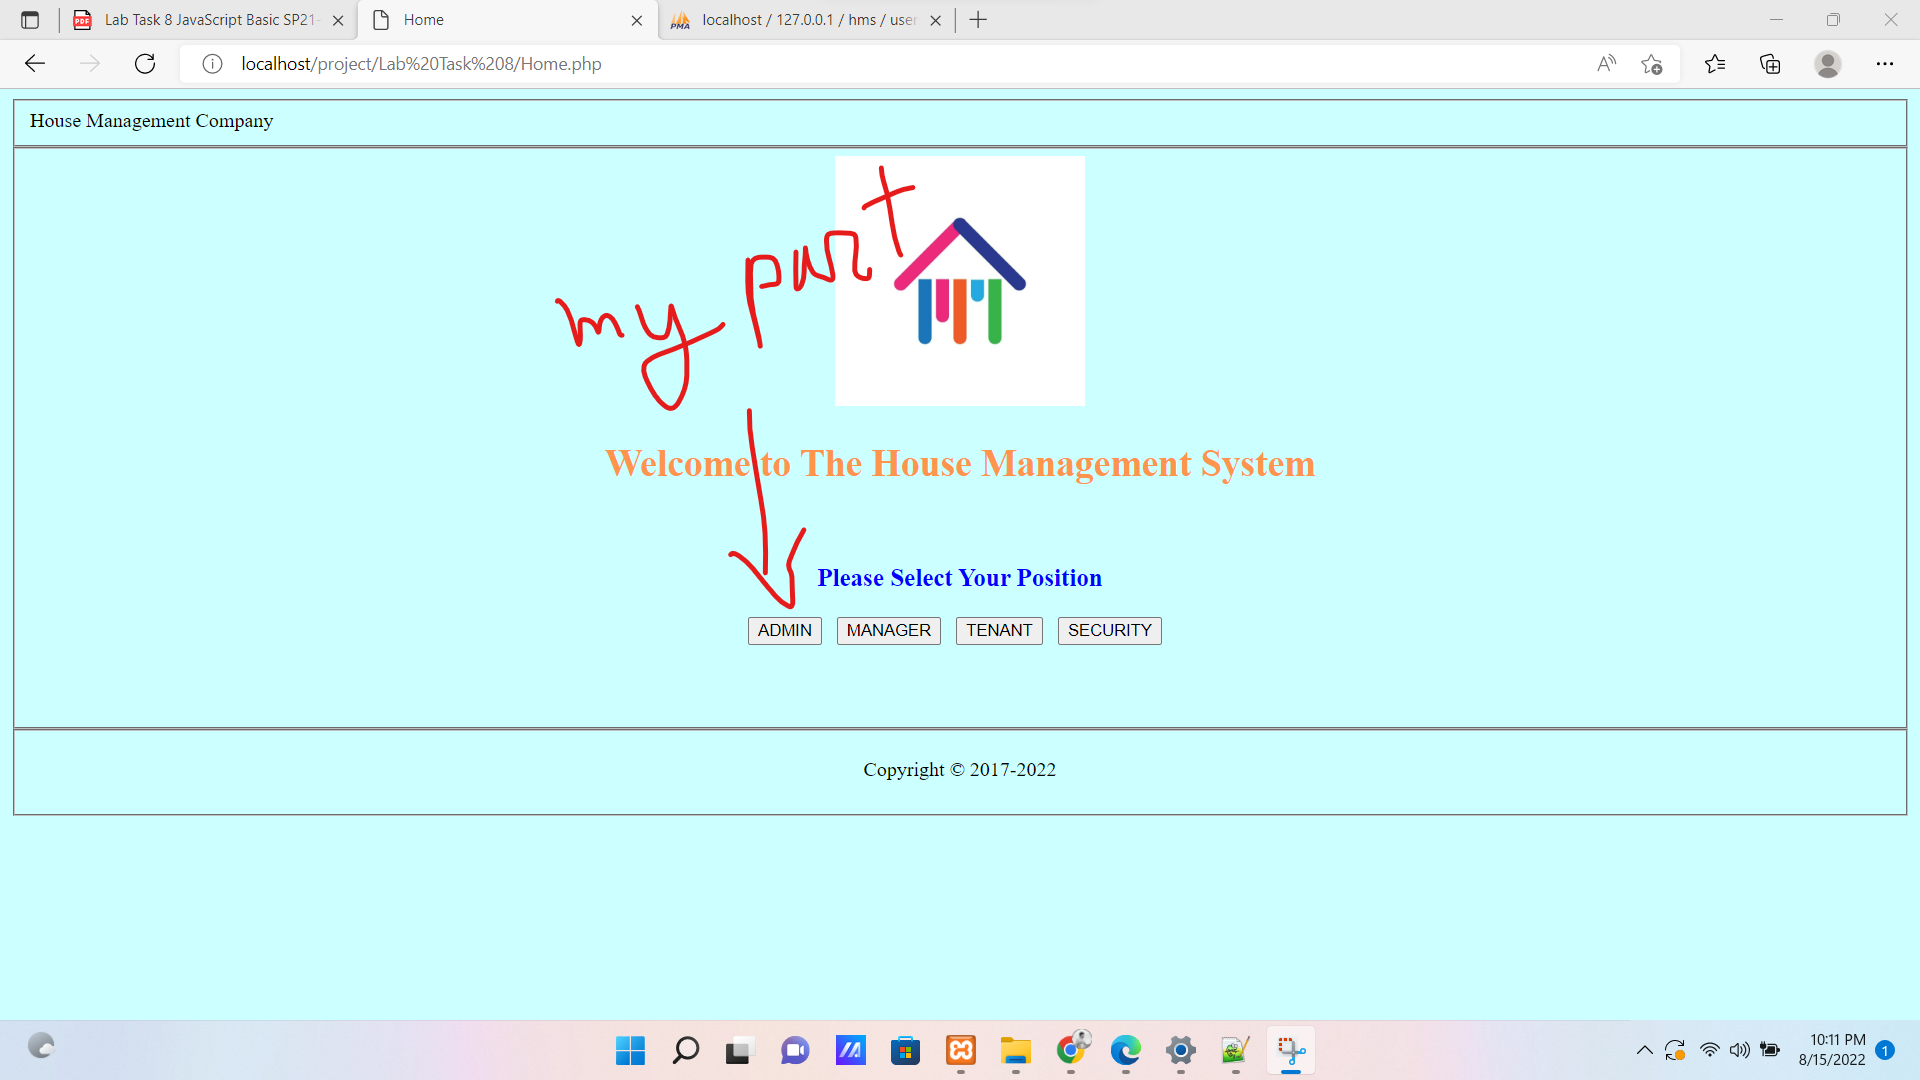 Lab Task 8 JavaScript Basic SP21-
Home
localhost / 127.0.0.1 / hms / user
localhost/project/Lab%20Task%208/Home.php
House Management Company
my part
Welcome to The House Management System
Please Select Your Position
ADMIN MANAGER TENANT SECURITY
Copyright © 2017-2022
10:11 PM
8/15/2022
1